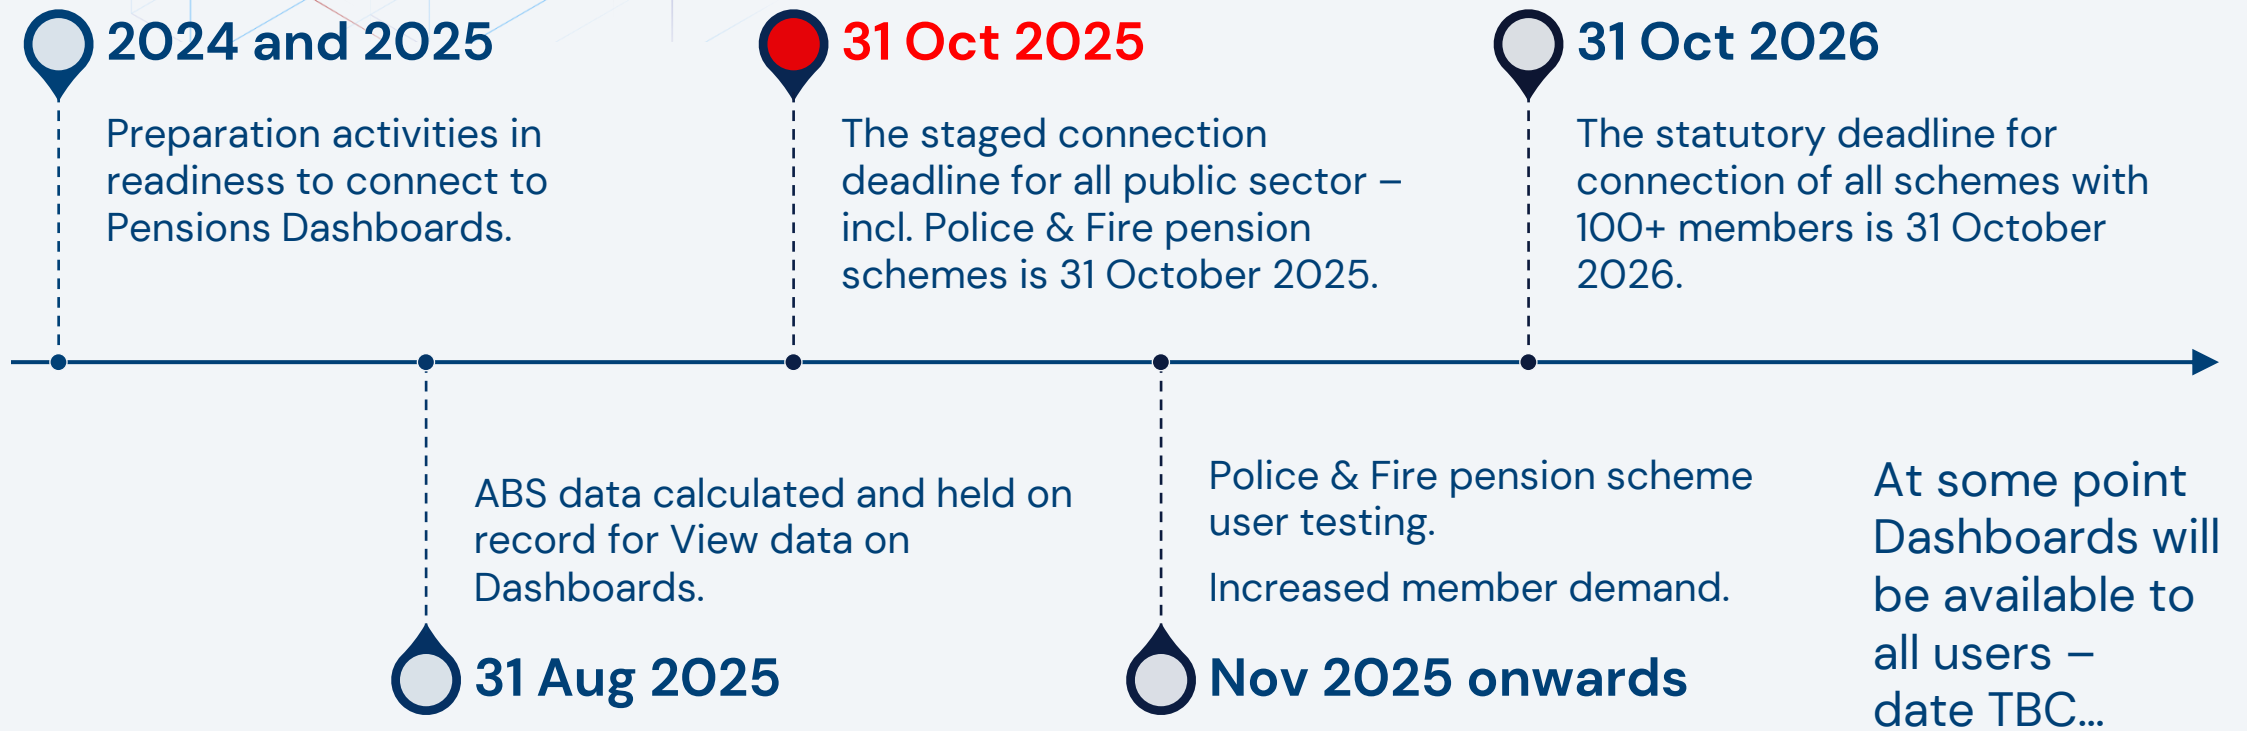 2024 and 2025
Preparation activities in
readiness to connect to
Pensions Dashboards.
31 Oct 2025
The staged connection
deadline for all public sector –
incl. Police & Fire pension
schemes is 31 October 2025.
31 Oct 2026
The statutory deadline for
connection of all schemes with
100+ members is 31 October
2026.
ABS data calculated and held on
record for View data on
Dashboards.
31 Aug 2025
Police & Fire pension scheme
user testing.
Increased member demand.
Nov 2025 onwards
At some point
Dashboards will
be available to
all users –
date TBC...